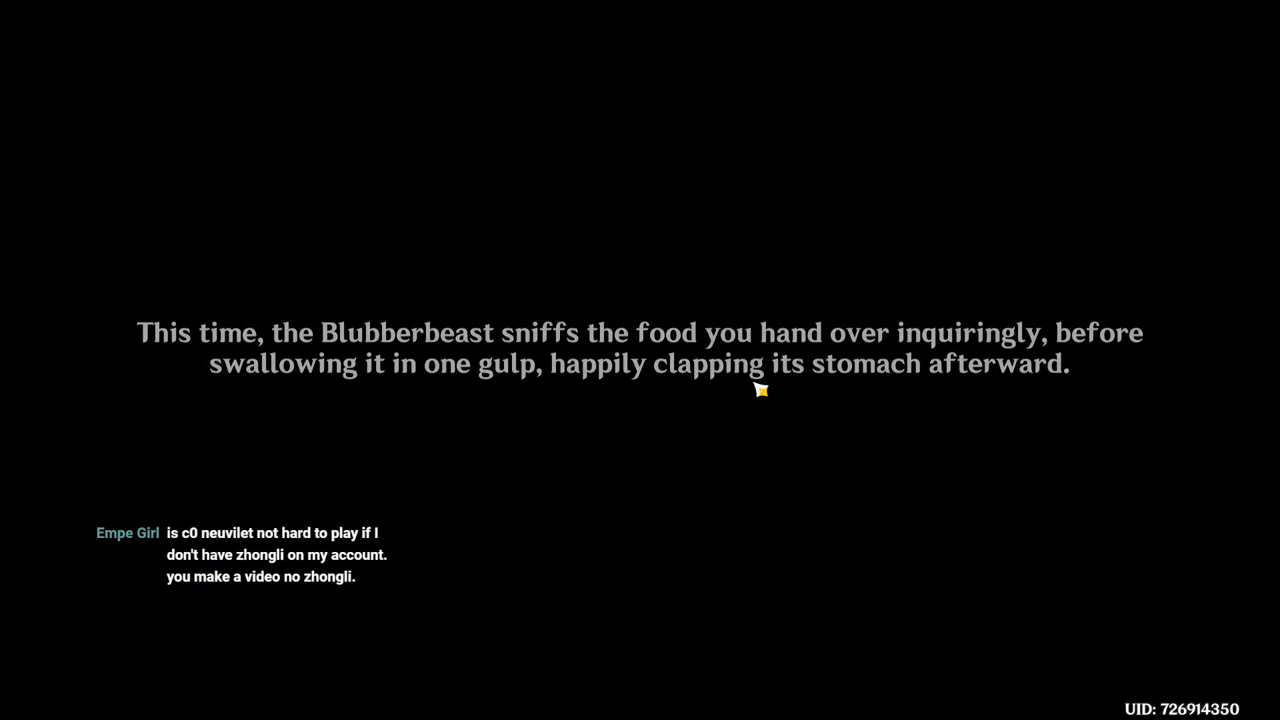 This time, the Blubberbeast sniffs the food you hand over inquiringly, before
swallowing it in one gulp, happily clapping its stomach afterward.
Empe Girl is c0 neuvilet not hard to play if I
don't have zhongli on my account.
you make a video no zhongli.
UID: 726914350